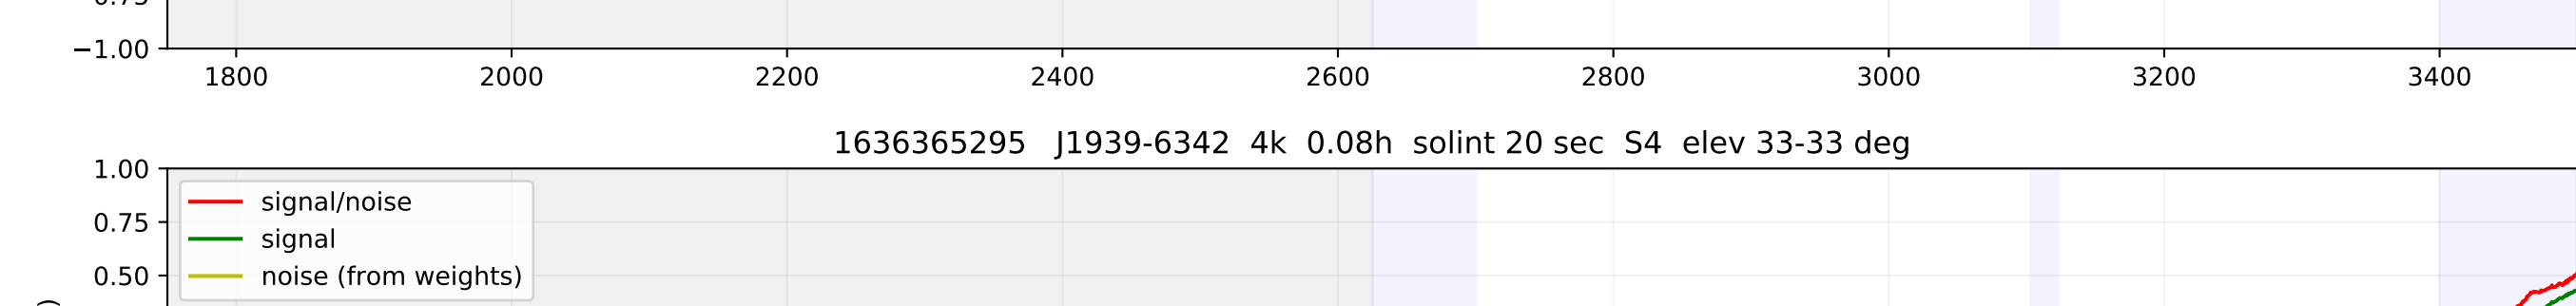 −1.00
1800 2000 2200 2400 2600 2800 3000 3200 3400
1636365295 J1939-6342 4k 0.08h solint 20 sec S4 elev 33-33 deg
1.00
0.75
0.50
signal/noise
signal
noise (from weights)